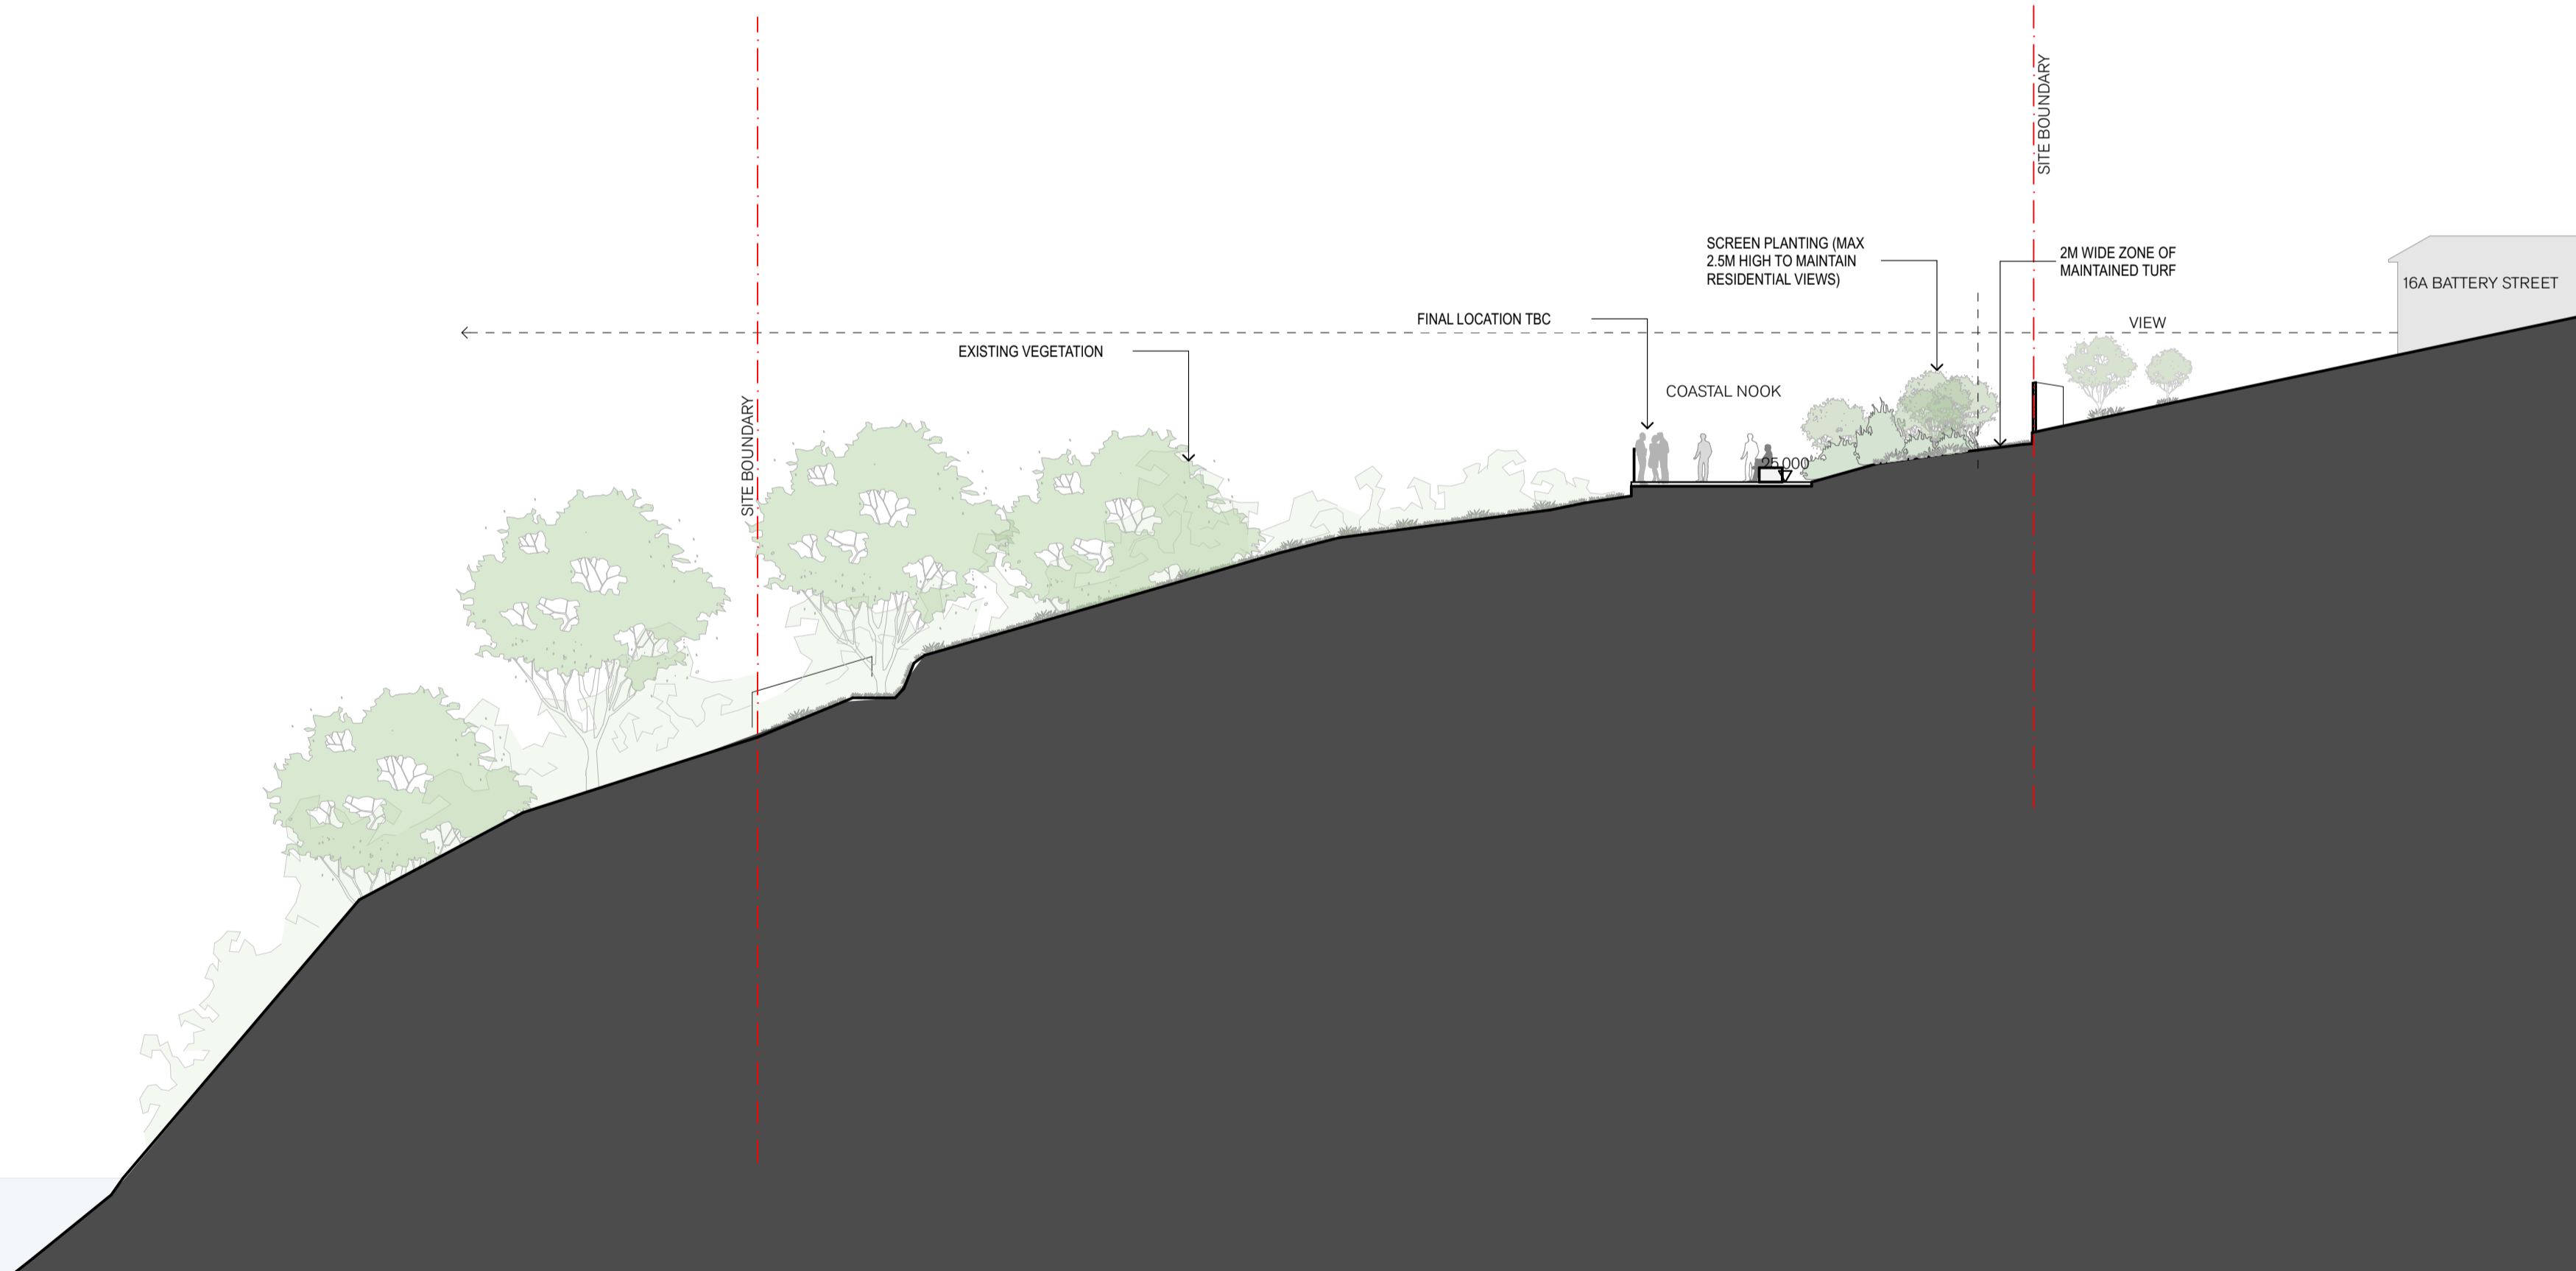 SITE BOUNDARY
SCREEN PLANTING (MAX
2.5M HIGH TO MAINTAIN
RESIDENTIAL VIEWS)
2M WIDE ZONE OF
MAINTAINED TURF
16A BATTERY STREET
FINAL LOCATION TBC
VIEW
EXISTING VEGETATION
COASTAL NOOK
SITE BOUNDARY
25,000